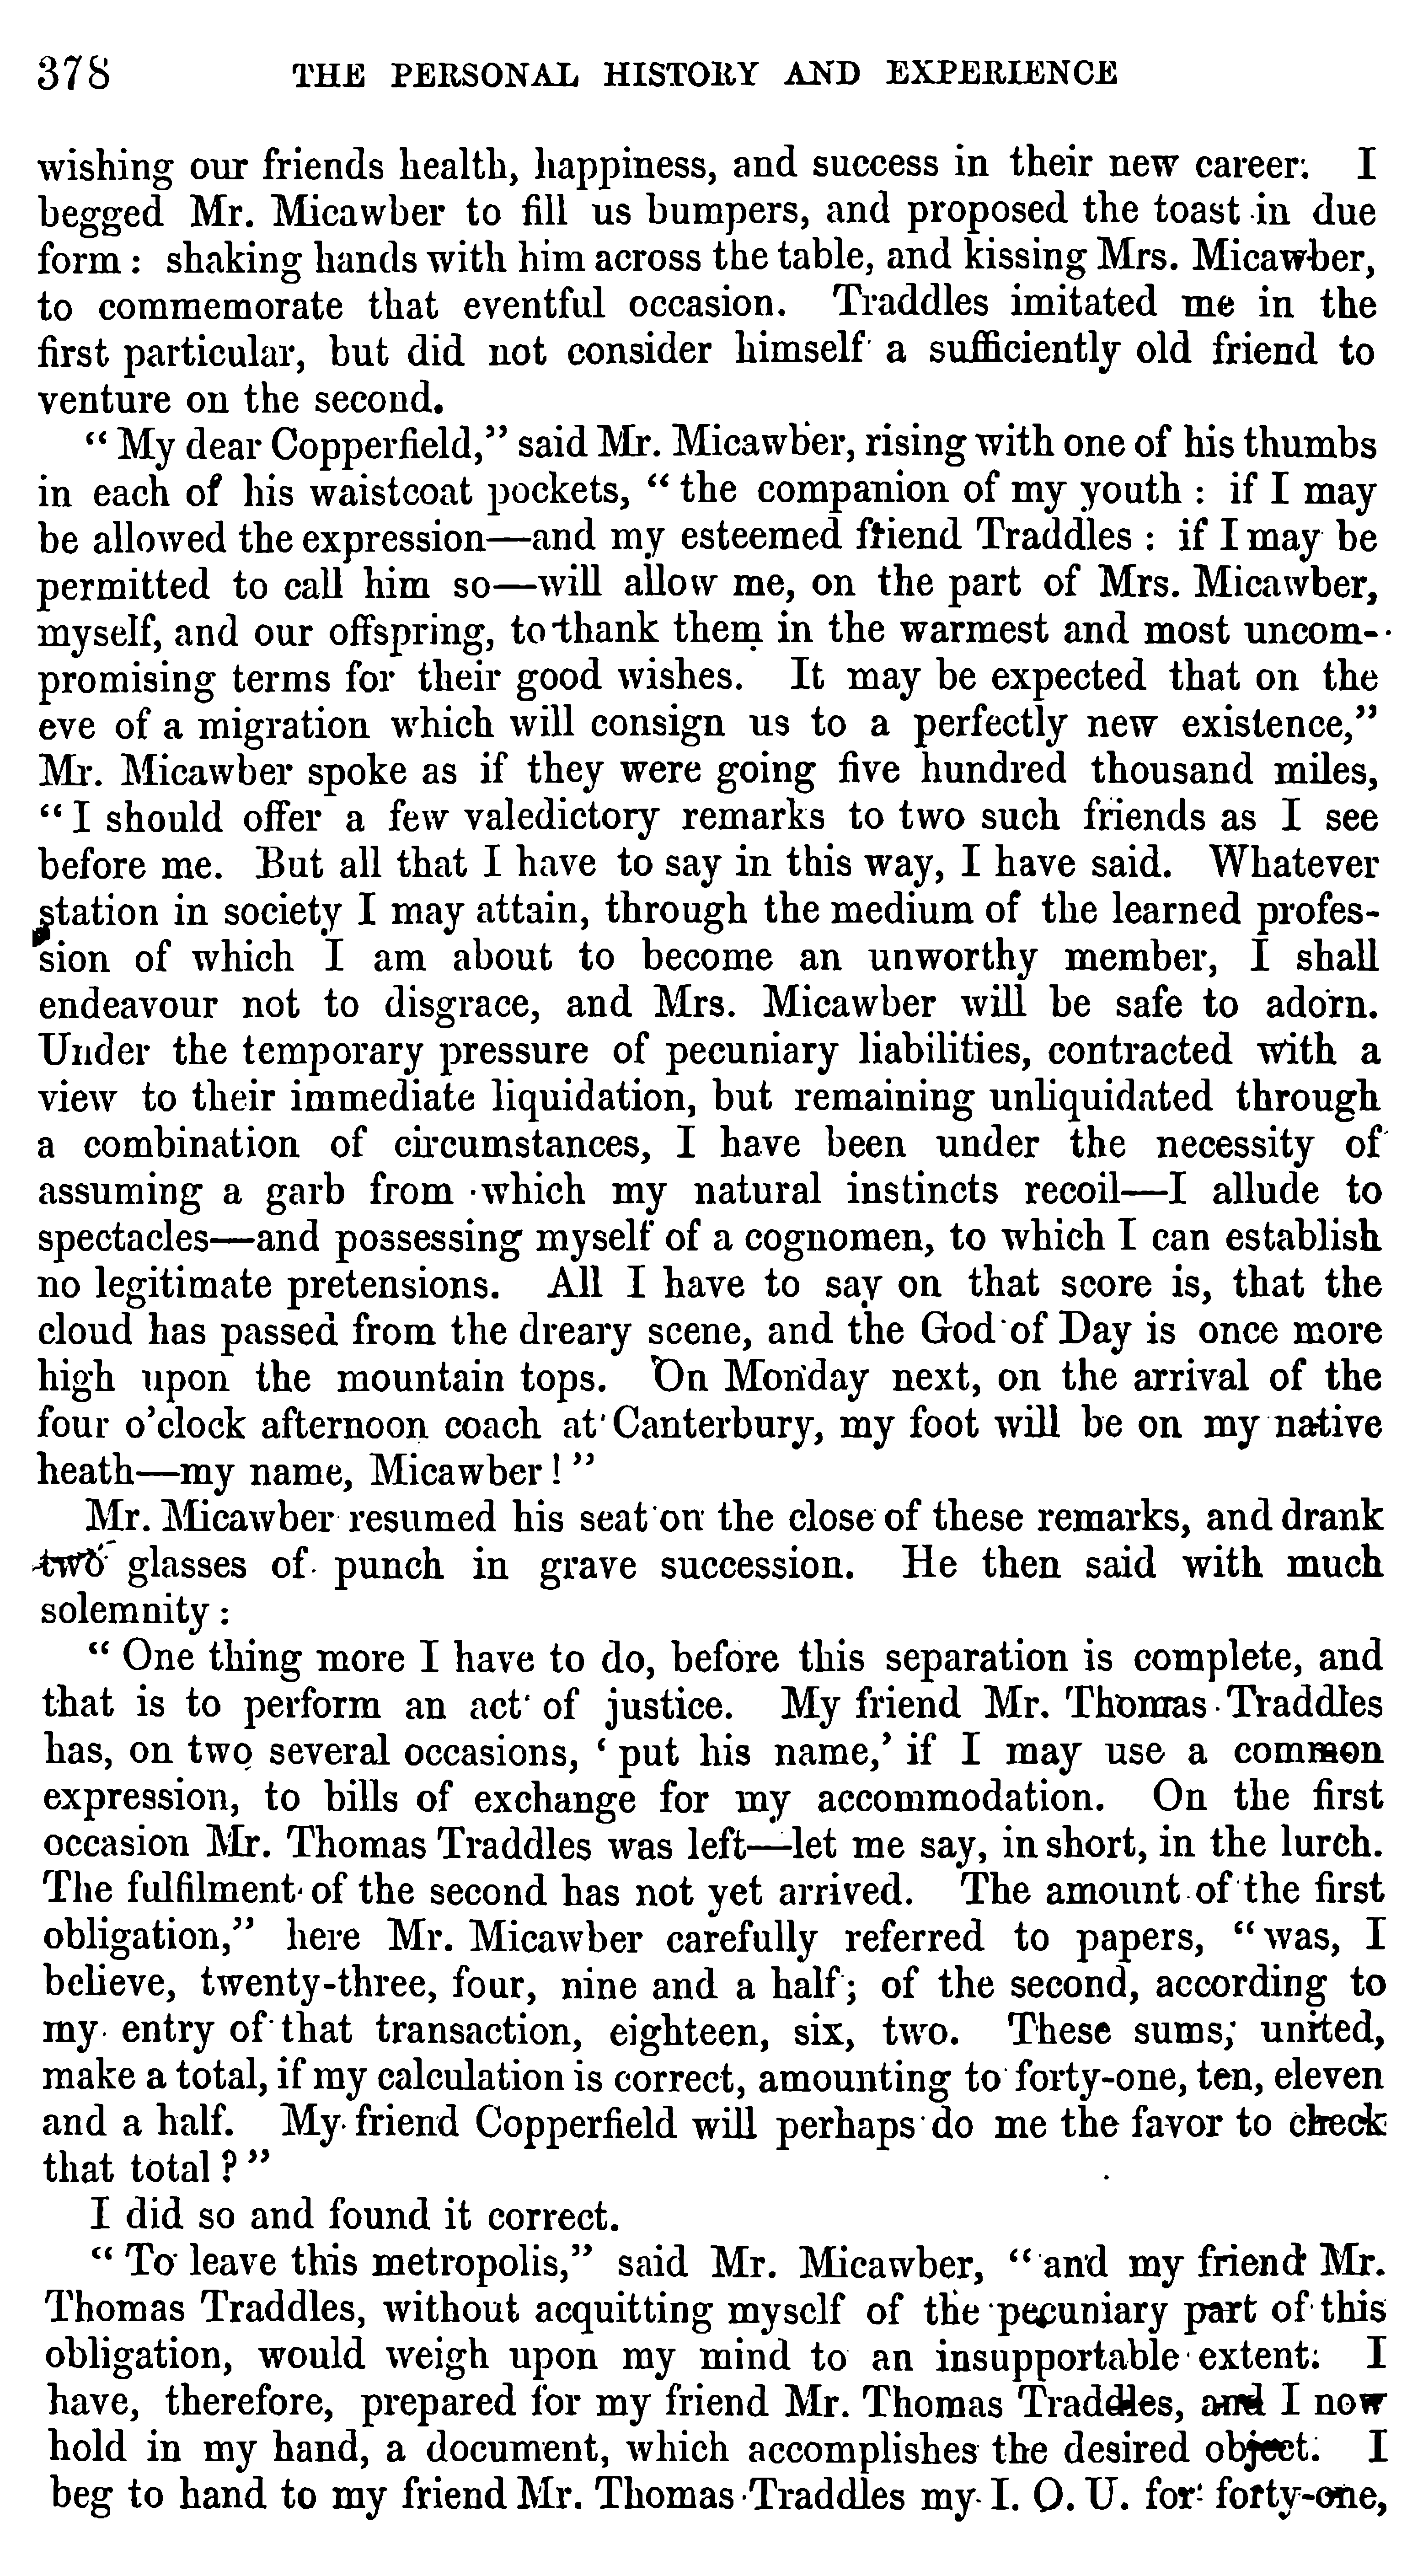 378 THE PERSONAL HISTORY AND EXPERIENCE
wishing our friends health, happiness, and success in their new career. I
begged Mr. Micawber to fill us bumpers, and proposed the toast in due
form: shaking hands with him across the table, and kissing Mrs. Micawber,
to commemorate that eventful occasion. Traddles imitated me in the
first particular, but did not consider himself a sufficiently old friend to
venture on the second.
“My dear Copperfield,” said Mr. Micawber, rising with one of his thumbs
in each of his waistcoat pockets, “the companion of my youth: if I may
be allowed the expression—and my esteemed friend Traddles: if I may be
permitted to call him so—will allow me, on the part of Mrs. Micawber,
myself, and our offspring, to thank them in the warmest and most uncom-
promising terms for their good wishes. It may be expected that on the
eve of a migration which will consign us to a perfectly new existence,”
Mr. Micawber spoke as if they were going five hundred thousand miles,
“I should offer a few valedictory remarks to two such friends as I see
before me. But all that I have to say in this way, I have said. Whatever
station in society I may attain, through the medium of the learned profes-
sion of which I am about to become an unworthy member, I shall
endeavour not to disgrace, and Mrs. Micawber will be safe to adorn.
Under the temporary pressure of pecuniary liabilities, contracted with a
view to their immediate liquidation, but remaining unliquidated through
a combination of circumstances, I have been under the necessity of
assuming a garb from which my natural instincts recoil—I allude to
spectacles—and possessing myself of a cognomen, to which I can establish
no legitimate pretensions. All I have to say on that score is, that the
cloud has passed from the dreary scene, and the God of Day is once more
high upon the mountain tops. On Monday next, on the arrival of the
four o’clock afternoon coach at Canterbury, my foot will be on my native
heath—my name, Micawber!”
Mr. Micawber resumed his seat on the close of these remarks, and drank
two glasses of punch in grave succession. He then said with much
solemnity:
“One thing more I have to do, before this separation is complete, and
that is to perform an act of justice. My friend Mr. Thomas Traddles
has, on two several occasions, ‘put his name,’ if I may use a common
expression, to bills of exchange for my accommodation. On the first
occasion Mr. Thomas Traddles was left—let me say, in short, in the lurch.
The fulfilment of the second has not yet arrived. The amount of the first
obligation,” here Mr. Micawber carefully referred to papers, “was, I
believe, twenty-three, four, nine and a half; of the second, according to
my entry of that transaction, eighteen, six, two. These sums, united,
make a total, if my calculation is correct, amounting to forty-one, ten, eleven
and a half. My friend Copperfield will perhaps do me the favor to check
that total?”
I did so and found it correct.
“To leave this metropolis,” said Mr. Micawber, “and my friend Mr.
Thomas Traddles, without acquitting myself of the pecuniary part of this
obligation, would weigh upon my mind to an insupportable extent. I
have, therefore, prepared for my friend Mr. Thomas Traddles, and I now
hold in my hand, a document, which accomplishes the desired object. I
beg to hand to my friend Mr. Thomas Traddles my I. O. U. for forty-one,